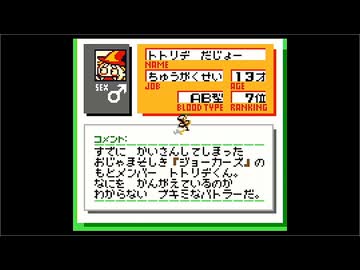 トトリデ だじょー
NAME
ちゅうがくせい 13才
JOB AGE
SEX ♂ AB型 7位
BLOOD TYPE RANKING
コメント:
すでに かいさんしてしまった
おじゃまそしき『ジョーカーズ』の
もとメンバー トトリデくん。
なにを かんがえているのか
わからない ブキミなバトラーだ。